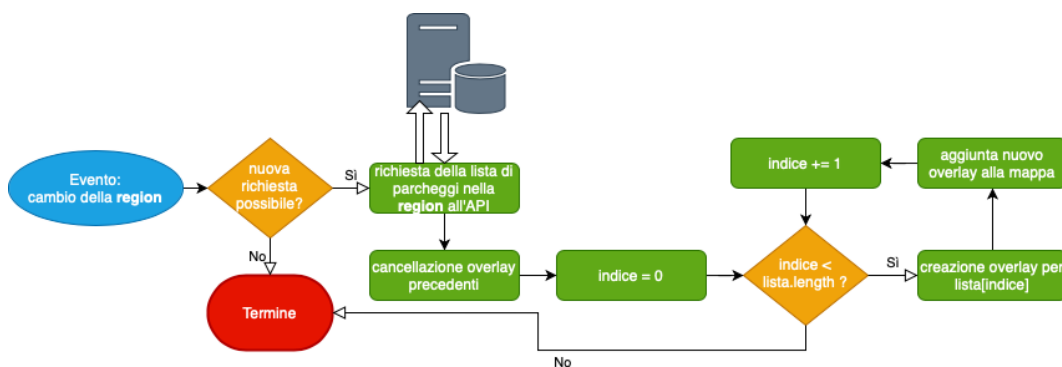 Evento:
cambio della region
nuova
richiesta
possibile?
Sì
richiesta della lista di
parcheggi nella
region all'API
No
Termine
cancellazione overlay
precedenti
indice = 0
indice += 1
indice <
lista.length ?
Sì
creazione overlay per
lista[indice]
aggiunta nuovo
overlay alla mappa
No